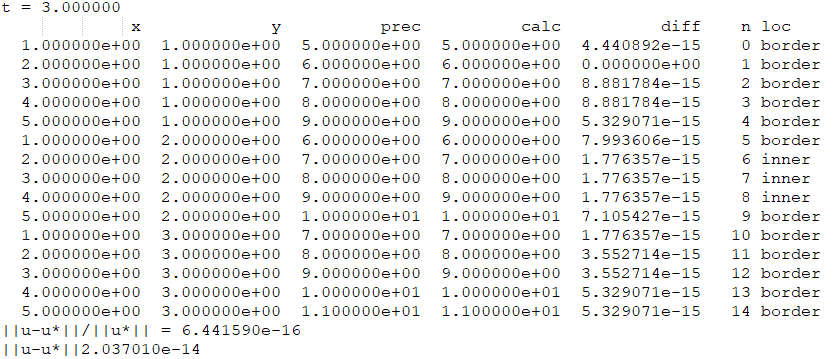 t = 3.000000
x y prec calc diff n loc
1.000000e+00 1.000000e+00 5.000000e+00 5.000000e+00 4.440892e-15 0 border
2.000000e+00 1.000000e+00 6.000000e+00 6.000000e+00 0.000000e+00 1 border
3.000000e+00 1.000000e+00 7.000000e+00 7.000000e+00 8.881784e-15 2 border
4.000000e+00 1.000000e+00 8.000000e+00 8.000000e+00 8.881784e-15 3 border
5.000000e+00 1.000000e+00 9.000000e+00 9.000000e+00 5.329071e-15 4 border
1.000000e+00 2.000000e+00 6.000000e+00 6.000000e+00 7.993606e-15 5 border
2.000000e+00 2.000000e+00 7.000000e+00 7.000000e+00 1.776357e-15 6 inner
3.000000e+00 2.000000e+00 8.000000e+00 8.000000e+00 1.776357e-15 7 inner
4.000000e+00 2.000000e+00 9.000000e+00 9.000000e+00 1.776357e-15 8 inner
5.000000e+00 2.000000e+00 1.000000e+01 1.000000e+01 7.105427e-15 9 border
1.000000e+00 3.000000e+00 7.000000e+00 7.000000e+00 1.776357e-15 10 border
2.000000e+00 3.000000e+00 8.000000e+00 8.000000e+00 3.552714e-15 11 border
3.000000e+00 3.000000e+00 9.000000e+00 9.000000e+00 3.552714e-15 12 border
4.000000e+00 3.000000e+00 1.000000e+01 1.000000e+01 5.329071e-15 13 border
5.000000e+00 3.000000e+00 1.100000e+01 1.100000e+01 5.329071e-15 14 border
||u-u*||/||u*|| = 6.441590e-16
||u-u*||2.037010e-14